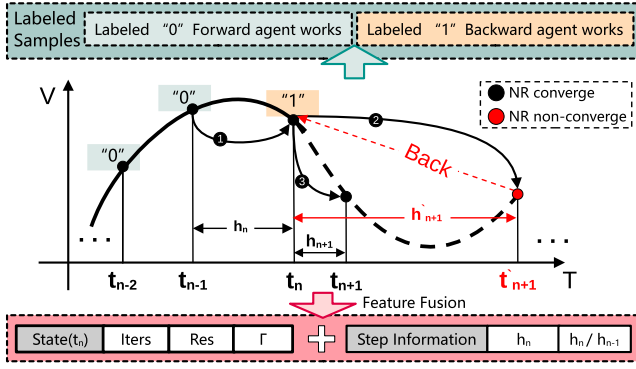 Labeled Samples
Labeled “0” Forward agent works
Labeled “1” Backward agent works
V
“0”
“0”
“1”
NR converge
NR non-converge
1
2
3
Back
hₙ
hₙ₊₁
h`ₙ₊₁
. . .
. . .
tₙ₋₂
tₙ₋₁
tₙ
tₙ₊₁
t`ₙ₊₁
T
Feature Fusion
State(tₙ) Iters Res Γ + Step Information hₙ hₙ / hₙ₋₁